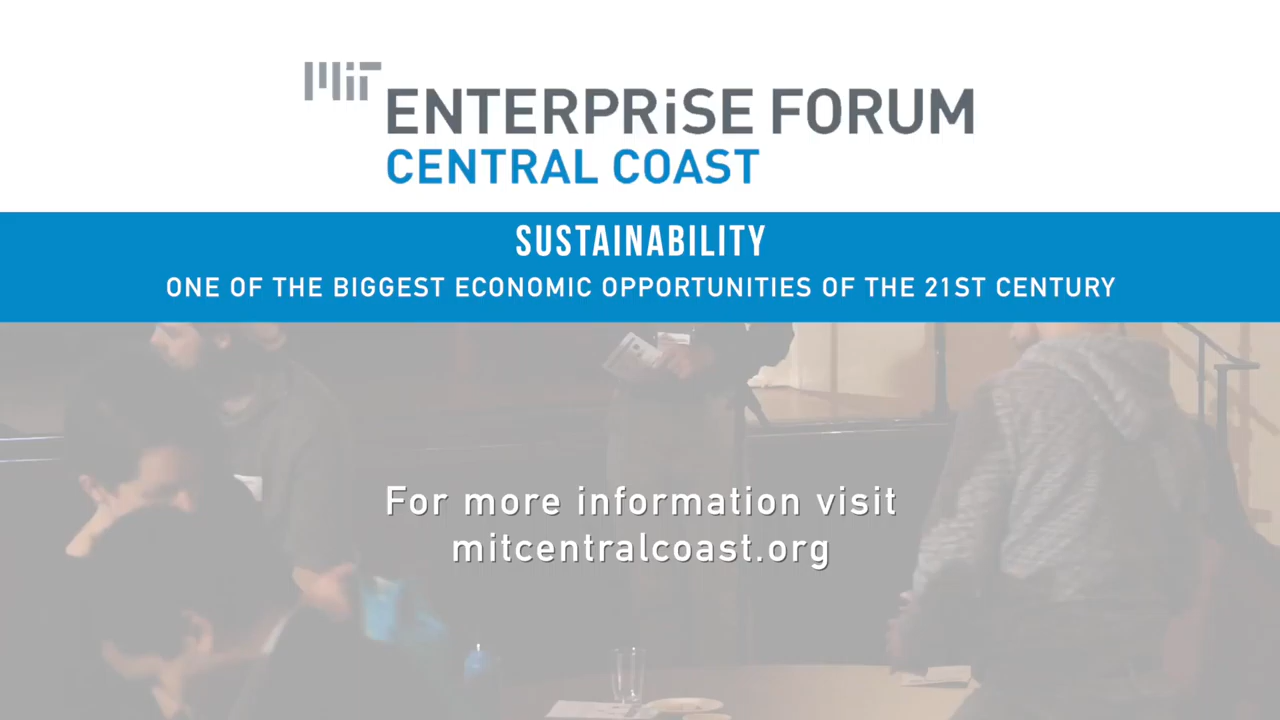 MIT
ENTERPRiSE FORUM
CENTRAL COAST
SUSTAINABILITY
ONE OF THE BIGGEST ECONOMIC OPPORTUNITIES OF THE 21ST CENTURY
For more information visit
mitcentralcoast.org